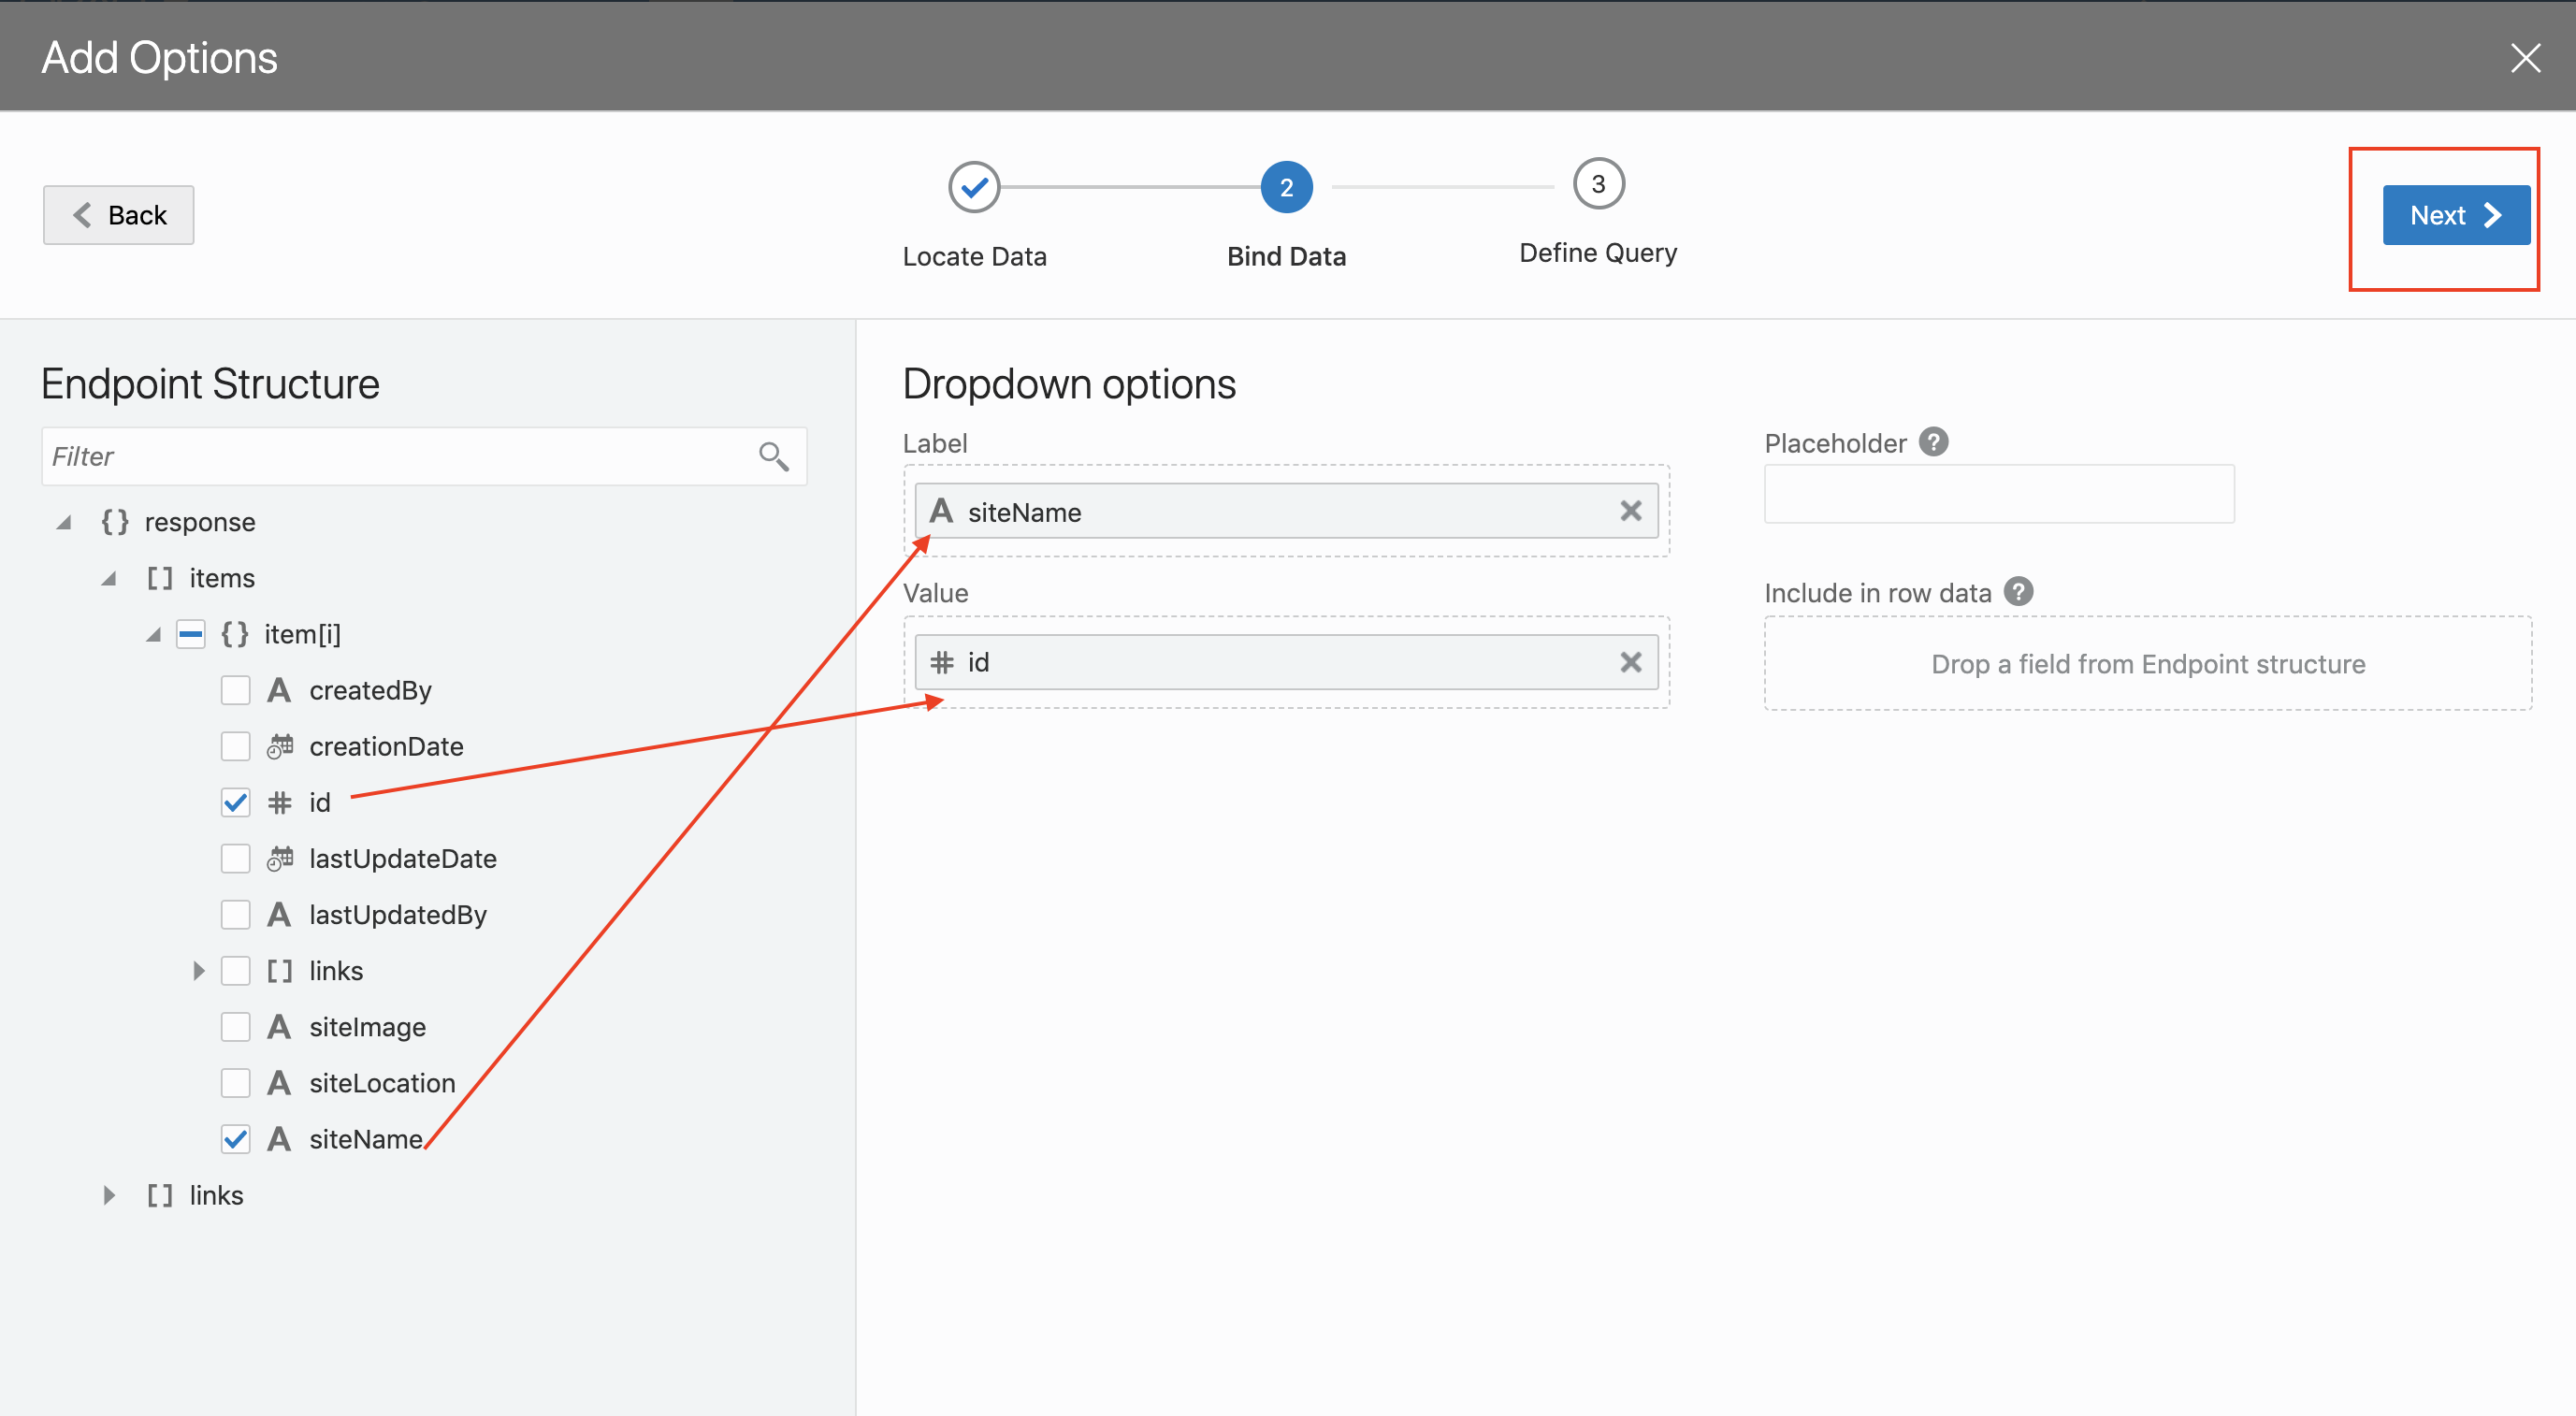 Add Options
Back
2
3
Locate Data
Bind Data
Define Query
Next
Endpoint Structure
Filter
response
items
item[i]
createdBy
creationDate
id
lastUpdateDate
lastUpdatedBy
links
siteImage
siteLocation
siteName
links
Dropdown options
Label
A siteName
Value
# id
Placeholder ?
Include in row data ?
Drop a field from Endpoint structure